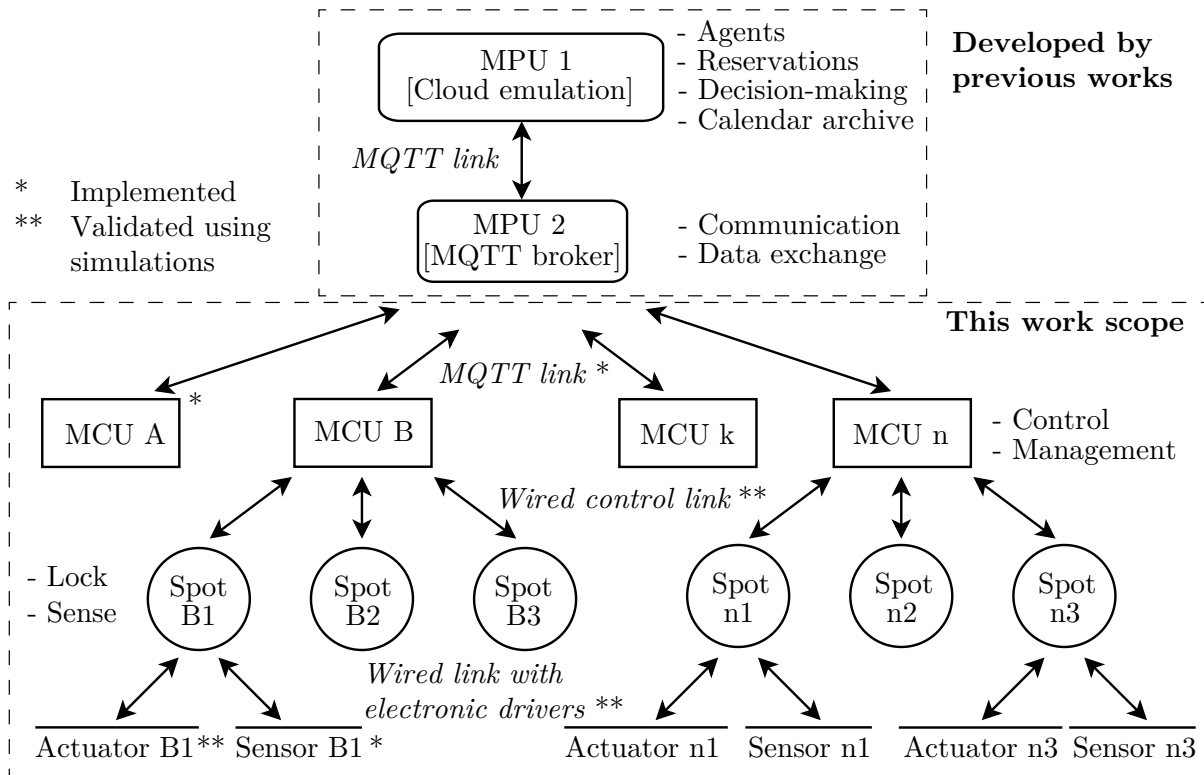 MPU 1
[Cloud emulation]
- Agents
- Reservations
- Decision-making
- Calendar archive
Developed by
previous works
MQTT link
* Implemented
** Validated using
simulations
MPU 2
[MQTT broker]
- Communication
- Data exchange
This work scope
MQTT link *
MCU A *
MCU B
MCU k
MCU n
- Control
- Management
Wired control link **
- Lock
- Sense
Spot
B1
Spot
B2
Spot
B3
Spot
n1
Spot
n2
Spot
n3
Wired link with
electronic drivers **
Actuator B1**
Sensor B1 *
Actuator n1
Sensor n1
Actuator n3
Sensor n3